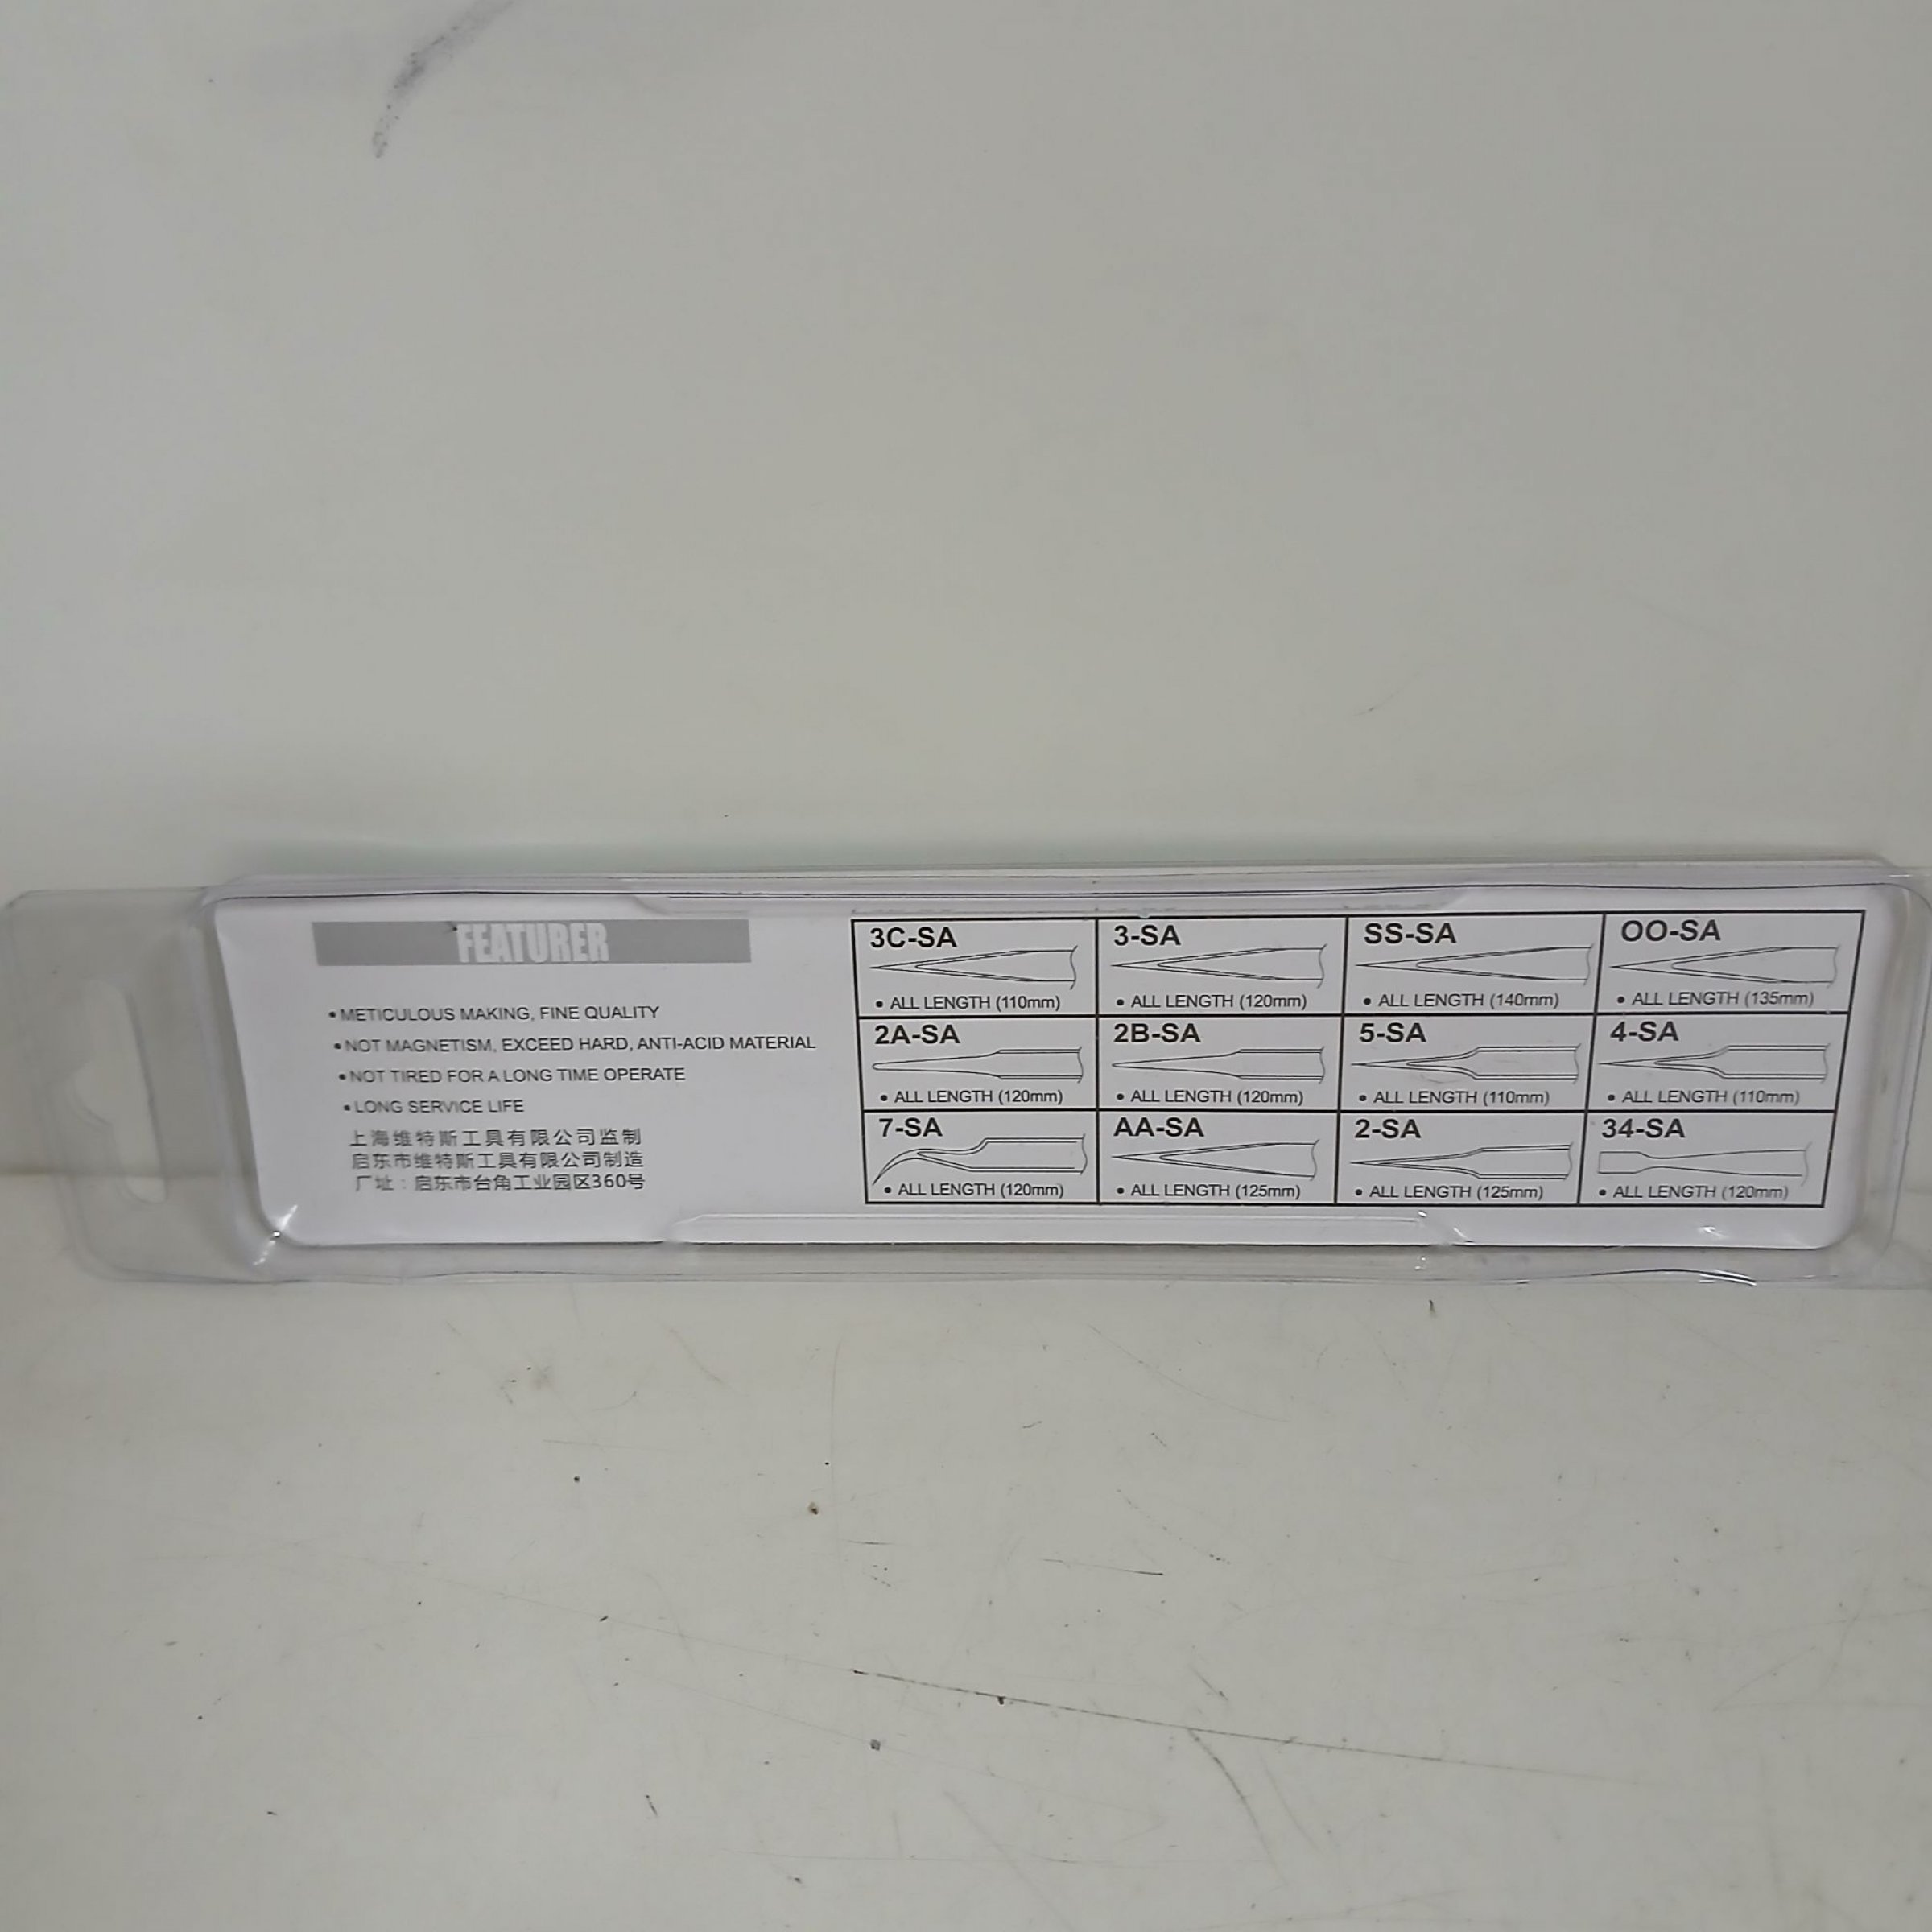 FEATURER
• METICULOUS MAKING, FINE QUALITY
• NOT MAGNETISM, EXCEED HARD, ANTI-ACID MATERIAL
• NOT TIRED FOR A LONG TIME OPERATE
• LONG SERVICE LIFE
上海维特斯工具有限公司监制
启东市维特斯工具有限公司制造
厂址：启东市台角工业园区360号
3C-SA
• ALL LENGTH (110mm)
3-SA
• ALL LENGTH (120mm)
SS-SA
• ALL LENGTH (140mm)
OO-SA
• ALL LENGTH (135mm)
2A-SA
• ALL LENGTH (120mm)
2B-SA
• ALL LENGTH (120mm)
5-SA
• ALL LENGTH (110mm)
4-SA
• ALL LENGTH (110mm)
7-SA
• ALL LENGTH (120mm)
AA-SA
• ALL LENGTH (125mm)
2-SA
• ALL LENGTH (125mm)
34-SA
• ALL LENGTH (120mm)